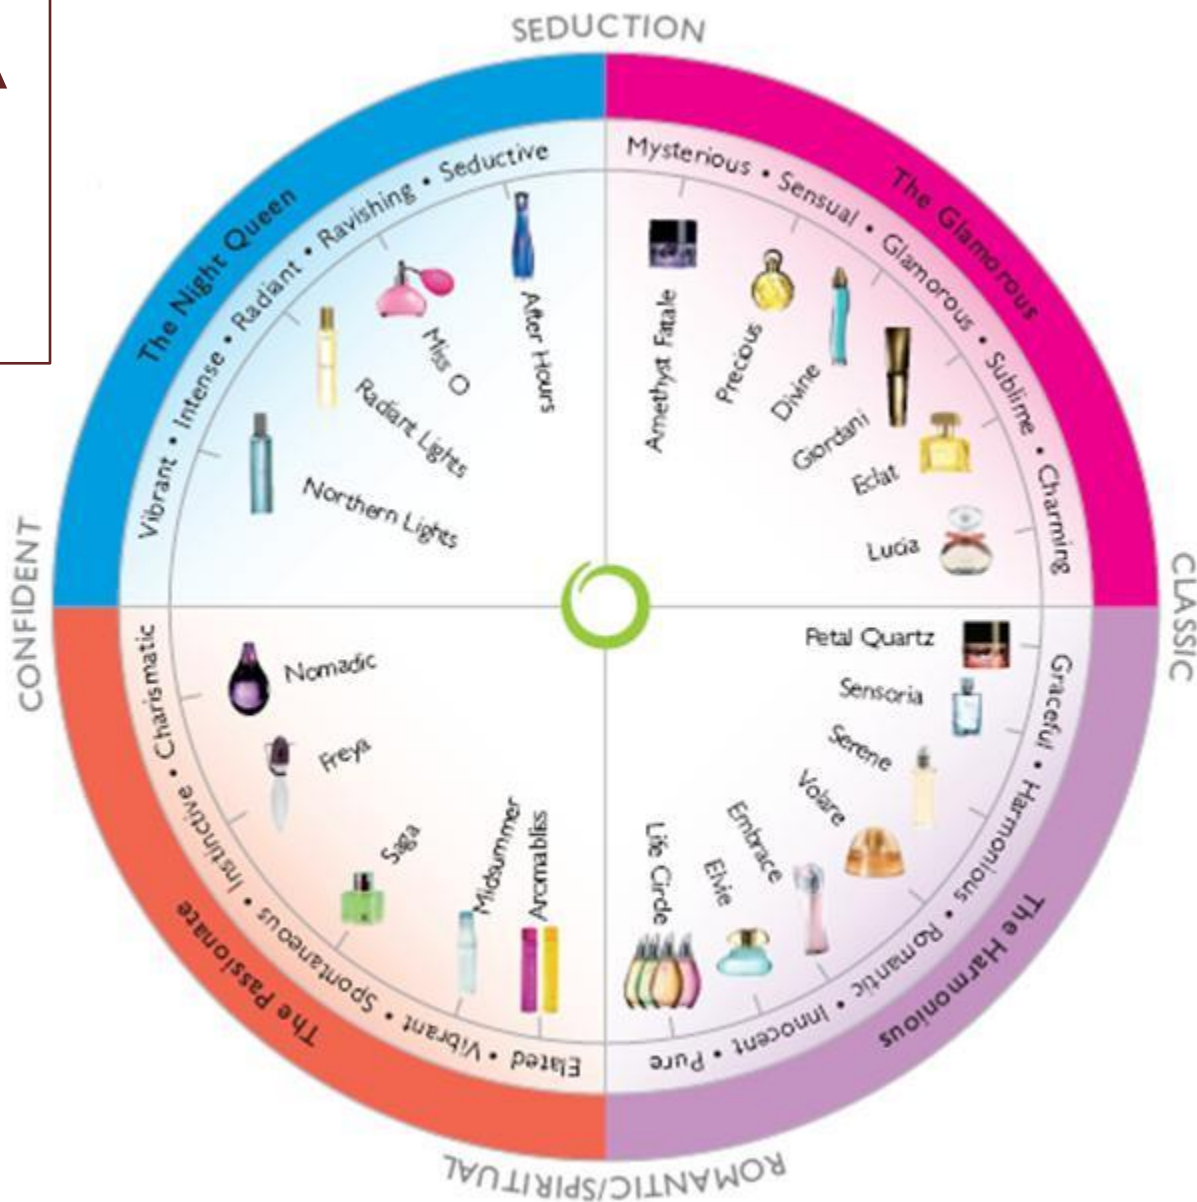 SEDUCTION
The Night Queen
Vibrant • Intense • Radiant • Ravishing • Seductive
After Hours
Miss O
Radiant Lights
Northern Lights
The Glamorous
Mysterious • Sensual • Glamorous • Sublime • Charming
Amethyst Fatale
Precious
Divine
Giordani
Eclat
Lucia
CONFIDENT
CLASSIC
Petal Quartz
Sensoria
Serene
Volare
Embrace
Elvie
Life Circle
Graceful • Harmonious • Romantic • Innocent • Pure
The Harmonious
Nomadic
Freya
Saga
Midsummer
Aromabliss
Elated • Vibrant • Spontaneous • Instinctive • Charismatic
The Passionate
ROMANTIC/SPIRITUAL